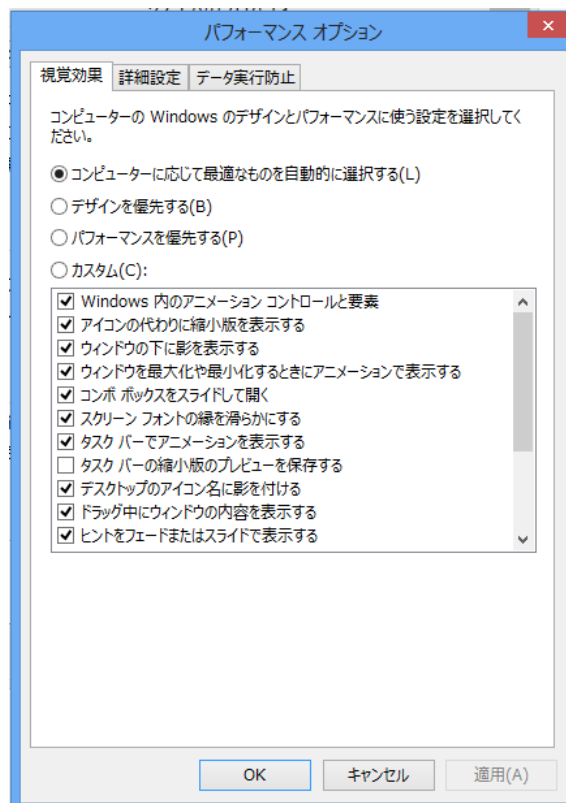 パフォーマンス オプション
視覚効果 詳細設定 データ実行防止
コンピューターの Windows のデザインとパフォーマンスに使う設定を選択してく
ださい。
コンピューターに応じて最適なものを自動的に選択する(L)
デザインを優先する(B)
パフォーマンスを優先する(P)
カスタム(C):
Windows 内のアニメーション コントロールと要素
アイコンの代わりに縮小版を表示する
ウィンドウの下に影を表示する
ウィンドウを最大化や最小化するときにアニメーションで表示する
コンボ ボックスをスライドして開く
スクリーン フォントの縁を滑らかにする
タスク バーでアニメーションを表示する
タスク バーの縮小版のプレビューを保存する
デスクトップのアイコン名に影を付ける
ドラッグ中にウィンドウの内容を表示する
ヒントをフェードまたはスライドで表示する
OK キャンセル 適用(A)